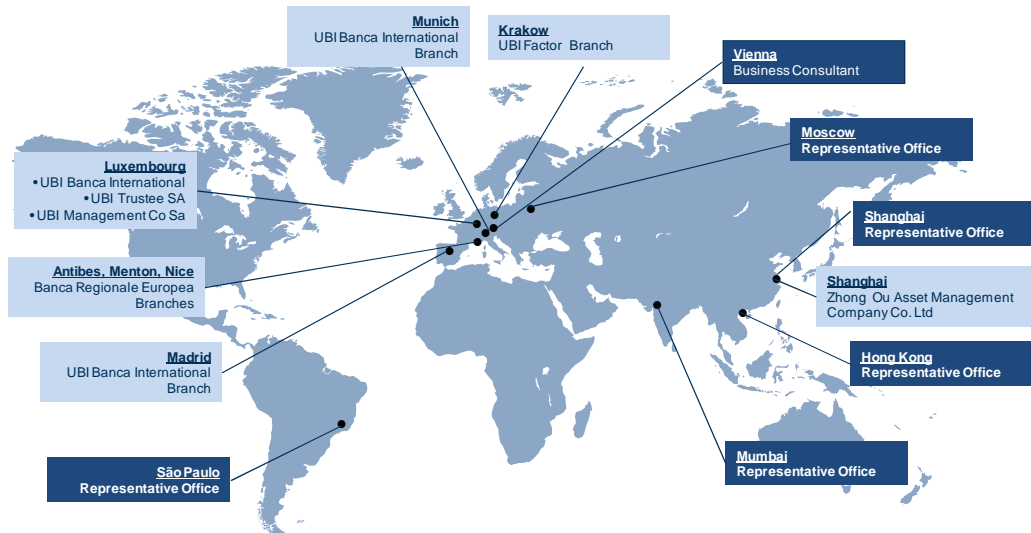 Munich
UBI Banca International
Branch
Krakow
UBI Factor Branch
Vienna
Business Consultant
Moscow
Representative Office
Luxembourg
• UBI Banca International
• UBI Trustee SA
• UBI Management Co Sa
Shanghai
Representative Office
Antibes, Menton, Nice
Banca Regionale Europea
Branches
Shanghai
Zhong Ou Asset Management
Company Co. Ltd
Madrid
UBI Banca International
Branch
Hong Kong
Representative Office
Mumbai
Representative Office
São Paulo
Representative Office